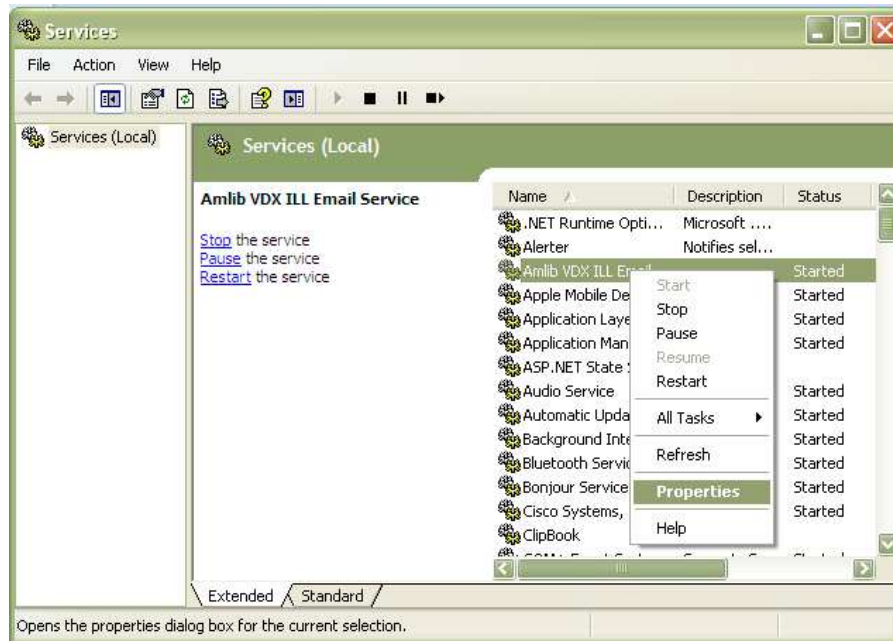 Services
File Action View Help
Services (Local)
Services (Local)
Amlib VDX ILL Email Service
Stop the service
Pause the service
Restart the service
Name Description Status
.NET Runtime Opti... Microsoft ....
Alerter Notifies sel...
Amlib VDX ILL Email Started
Apple Mobile De Started
Application Laye Started
Application Man Started
ASP.NET State
Audio Service Started
Automatic Upda Started
Background Inte Started
Bluetooth Servic Started
Bonjour Service Started
Cisco Systems, Started
ClipBook
Start
Stop
Pause
Resume
Restart
All Tasks
Refresh
Properties
Help
Extended Standard
Opens the properties dialog box for the current selection.